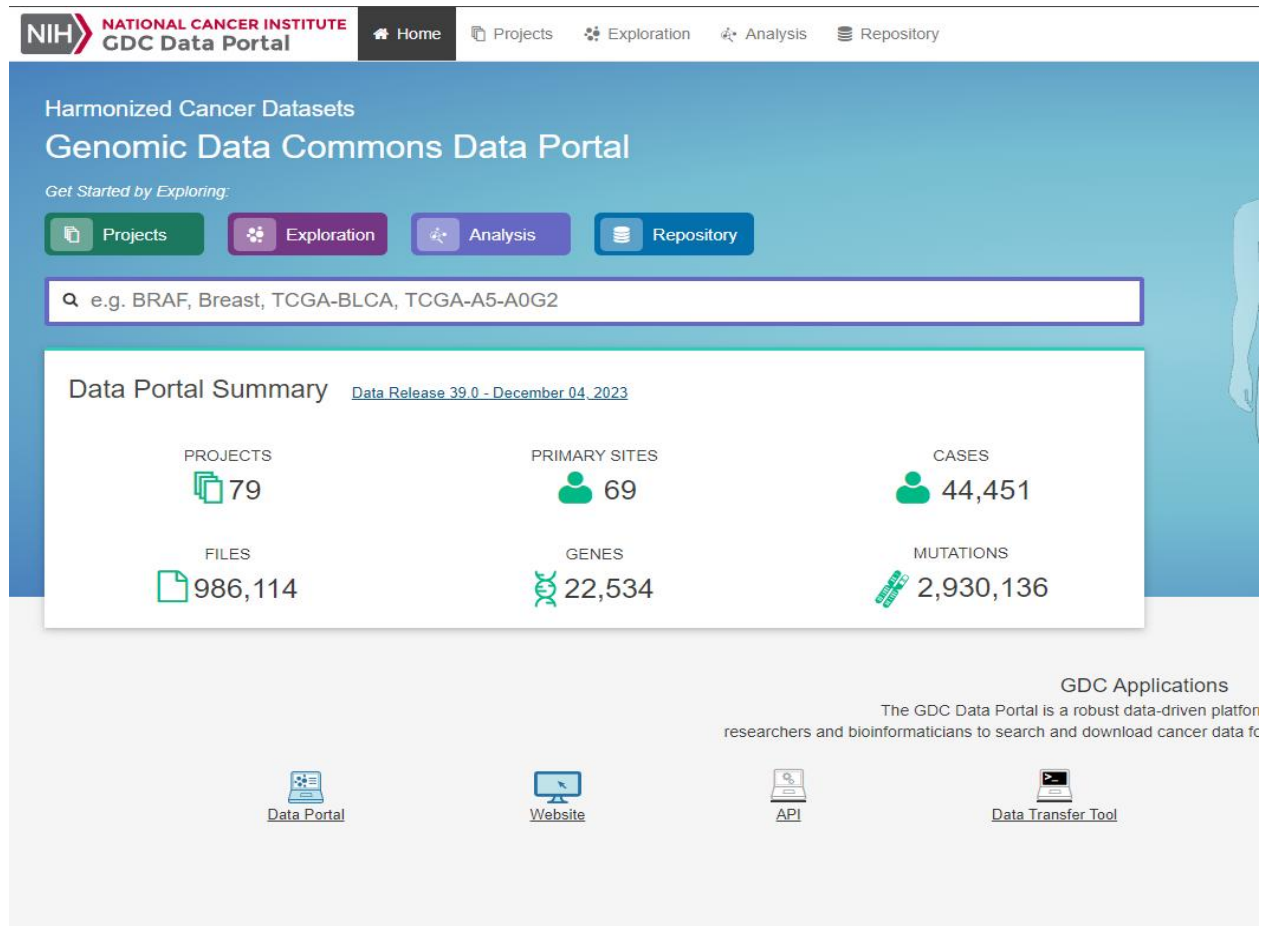 NIH NATIONAL CANCER INSTITUTE
GDC Data Portal
Home Projects Exploration Analysis Repository
Harmonized Cancer Datasets
Genomic Data Commons Data Portal
Get Started by Exploring:
Projects Exploration Analysis Repository
e.g. BRAF, Breast, TCGA-BLCA, TCGA-A5-A0G2
Data Portal Summary Data Release 39.0 - December 04, 2023
PROJECTS PRIMARY SITES CASES
79 69 44,451
FILES GENES MUTATIONS
986,114 22,534 2,930,136
GDC Applications
The GDC Data Portal is a robust data-driven
researchers and bioinformaticians to search and download cancer data
Data Portal Website API Data Transfer Tool